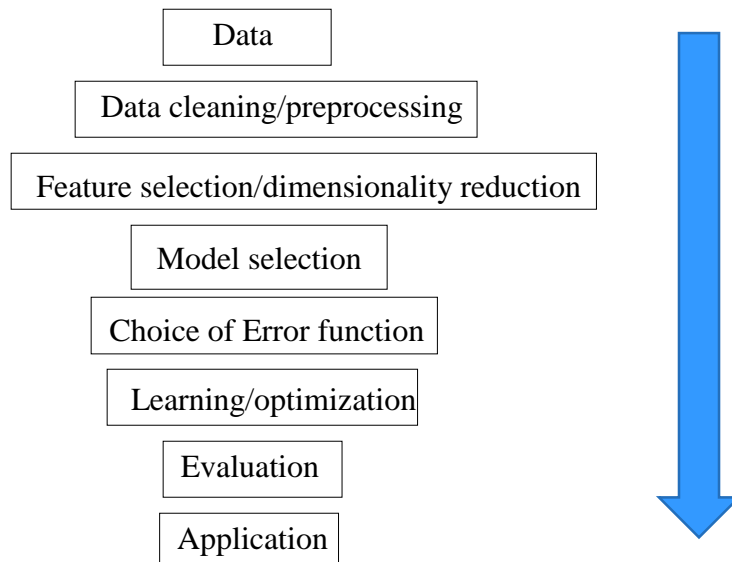 Data
Data cleaning/preprocessing
Feature selection/dimensionality reduction
Model selection
Choice of Error function
Learning/optimization
Evaluation
Application